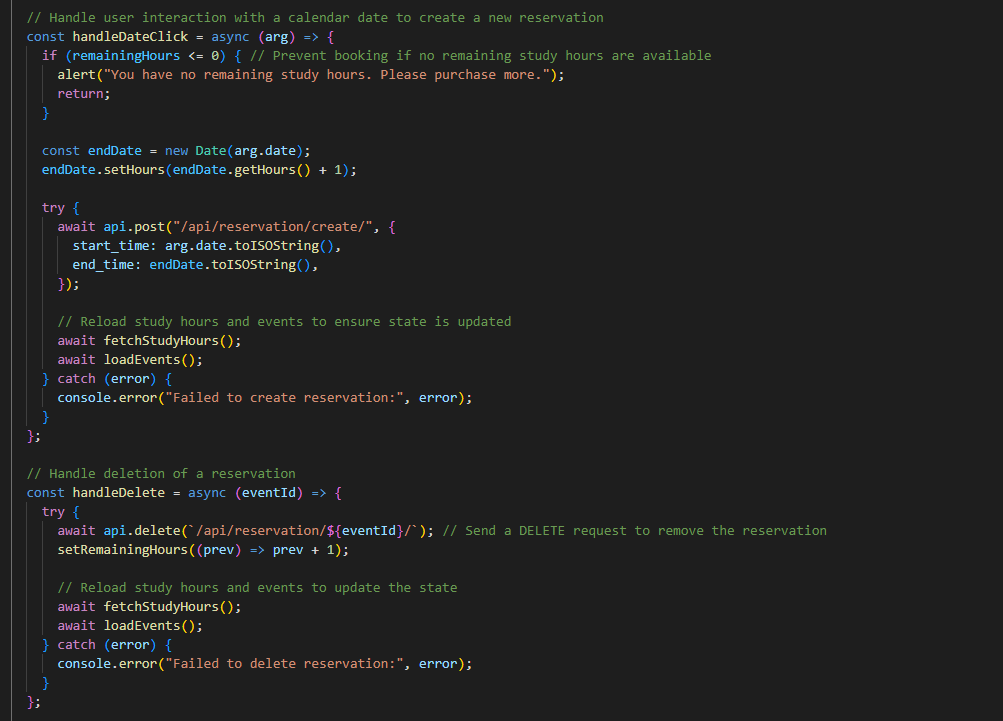 // Handle user interaction with a calendar date to create a new reservation
const handleDateClick = async (arg) => {
  if (remainingHours <= 0) { // Prevent booking if no remaining study hours are available
    alert("You have no remaining study hours. Please purchase more.");
    return;
  }

  const endDate = new Date(arg.date);
  endDate.setHours(endDate.getHours() + 1);

  try {
    await api.post("/api/reservation/create/", {
      start_time: arg.date.toISOString(),
      end_time: endDate.toISOString(),
    });

    // Reload study hours and events to ensure state is updated
    await fetchStudyHours();
    await loadEvents();
  } catch (error) {
    console.error("Failed to create reservation:", error);
  }
};

// Handle deletion of a reservation
const handleDelete = async (eventId) => {
  try {
    await api.delete(`/api/reservation/${eventId}/`); // Send a DELETE request to remove the reservation
    setRemainingHours((prev) => prev + 1);

    // Reload study hours and events to update the state
    await fetchStudyHours();
    await loadEvents();
  } catch (error) {
    console.error("Failed to delete reservation:", error);
  }
};